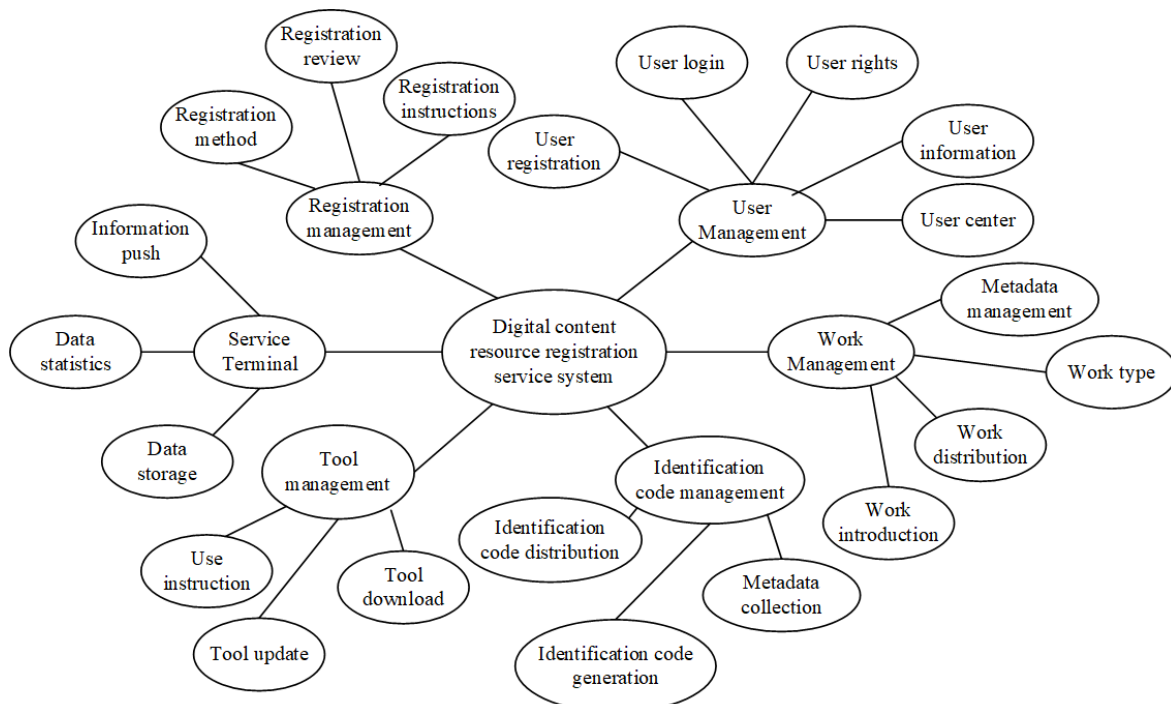 Registration
review
User login
User rights
Registration
instructions
Registration
method
User
registration
User
information
Registration
management
User
Management
User center
Information
push
Metadata
management
Data
statistics
Service
Terminal
Digital content
resource registration
service system
Work
Management
Work type
Data
storage
Tool
management
Identification
code management
Work
distribution
Identification
code distribution
Work
introduction
Use
instruction
Tool
download
Metadata
collection
Tool update
Identification code
generation